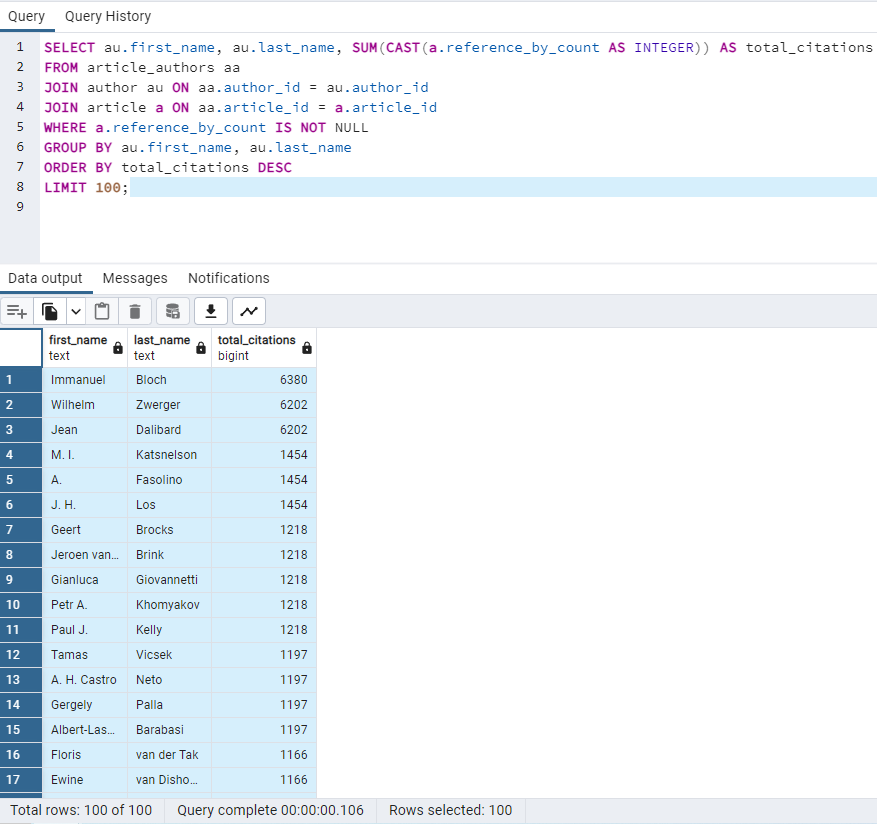 Query Query History
1 SELECT au.first_name, au.last_name, SUM(CAST(a.reference_by_count AS INTEGER)) AS total_citations
2 FROM article_authors aa
3 JOIN author au ON aa.author_id = au.author_id
4 JOIN article a ON aa.article_id = a.article_id
5 WHERE a.reference_by_count IS NOT NULL
6 GROUP BY au.first_name, au.last_name
7 ORDER BY total_citations DESC
8 LIMIT 100;
9
Data output Messages Notifications
first_name last_name total_citations
text text bigint
1 Immanuel Bloch 6380
2 Wilhelm Zwerger 6202
3 Jean Dalibard 6202
4 M. I. Katsnelson 1454
5 A. Fasolino 1454
6 J. H. Los 1454
7 Geert Brocks 1218
8 Jeroen van... Brink 1218
9 Gianluca Giovannetti 1218
10 Petr A. Khomyakov 1218
11 Paul J. Kelly 1218
12 Tamas Vicsek 1197
13 A. H. Castro Neto 1197
14 Gergely Palla 1197
15 Albert-Las... Barabasi 1197
16 Floris van der Tak 1166
17 Ewine van Disho... 1166
Total rows: 100 of 100 Query complete 00:00:00.106 Rows selected: 100